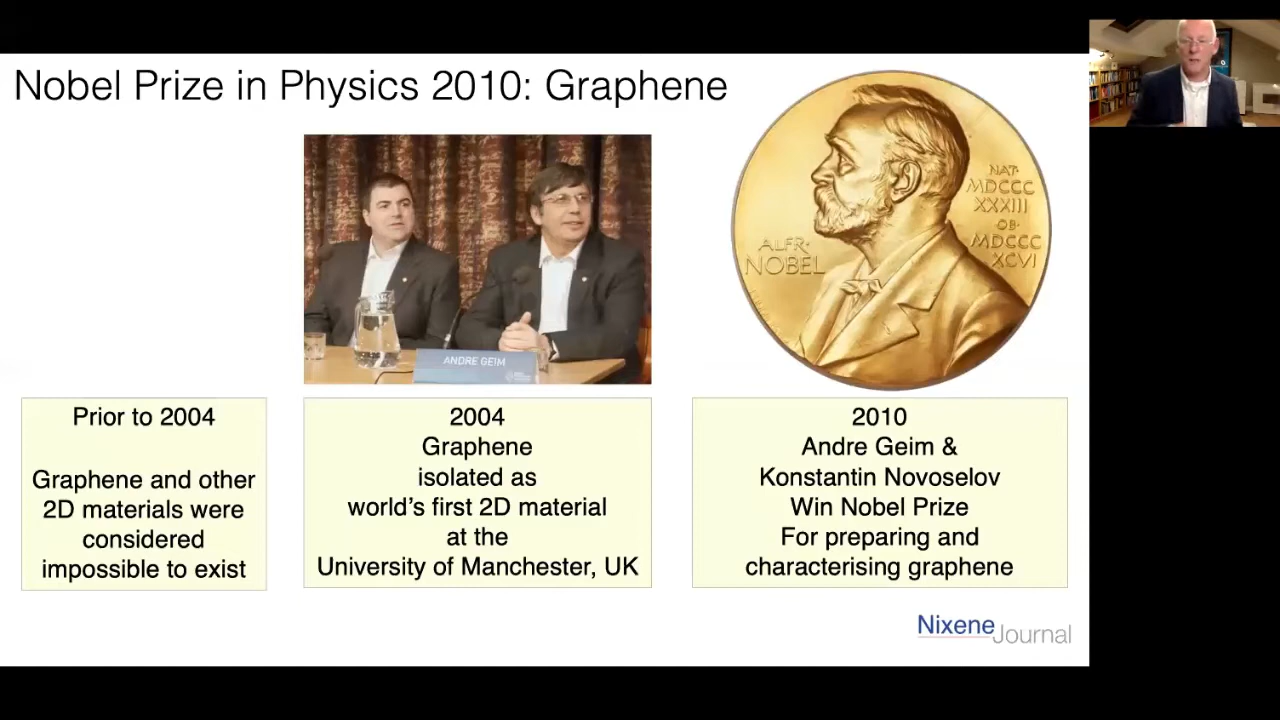 Nobel Prize in Physics 2010: Graphene
ALFR·
NOBEL
NAT·
MDCCC
XXXIII
OB·
MDCCC
XCVI
ANDRE GEIM
Prior to 2004
Graphene and other
2D materials were
considered
impossible to exist
2004
Graphene
isolated as
world's first 2D material
at the
University of Manchester, UK
2010
Andre Geim &
Konstantin Novoselov
Win Nobel Prize
For preparing and
characterising graphene
Nixene
Journal